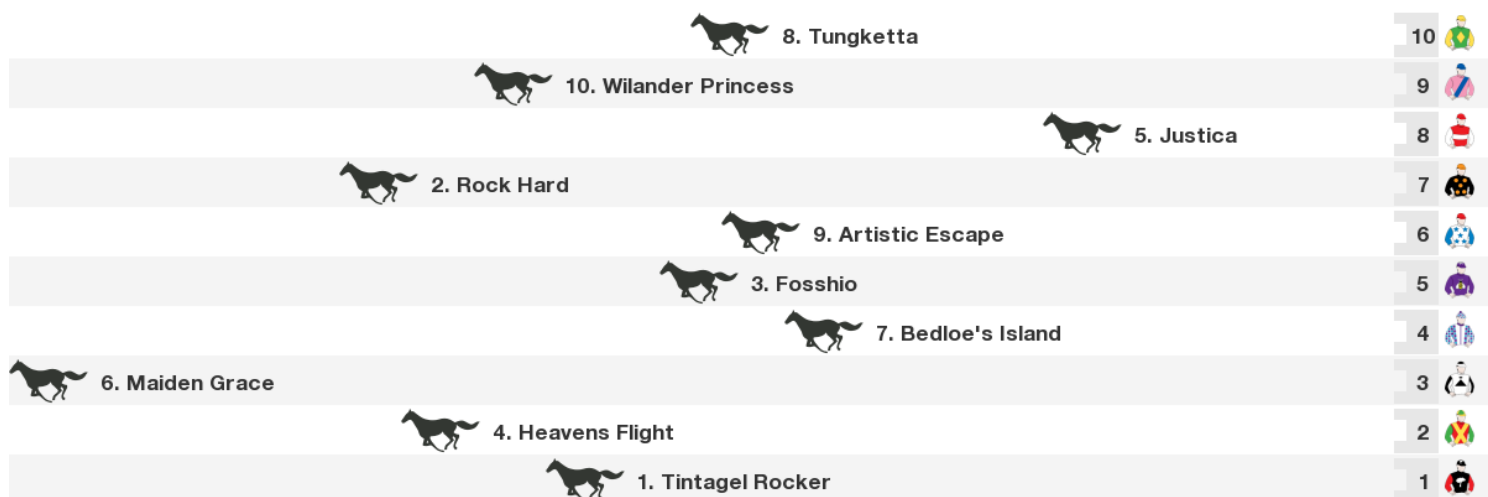 8. Tungketta 10
10. Wilander Princess 9
5. Justica 8
2. Rock Hard 7
9. Artistic Escape 6
3. Fosshio 5
7. Bedloe's Island 4
6. Maiden Grace 3
4. Heavens Flight 2
1. Tintagel Rocker 1